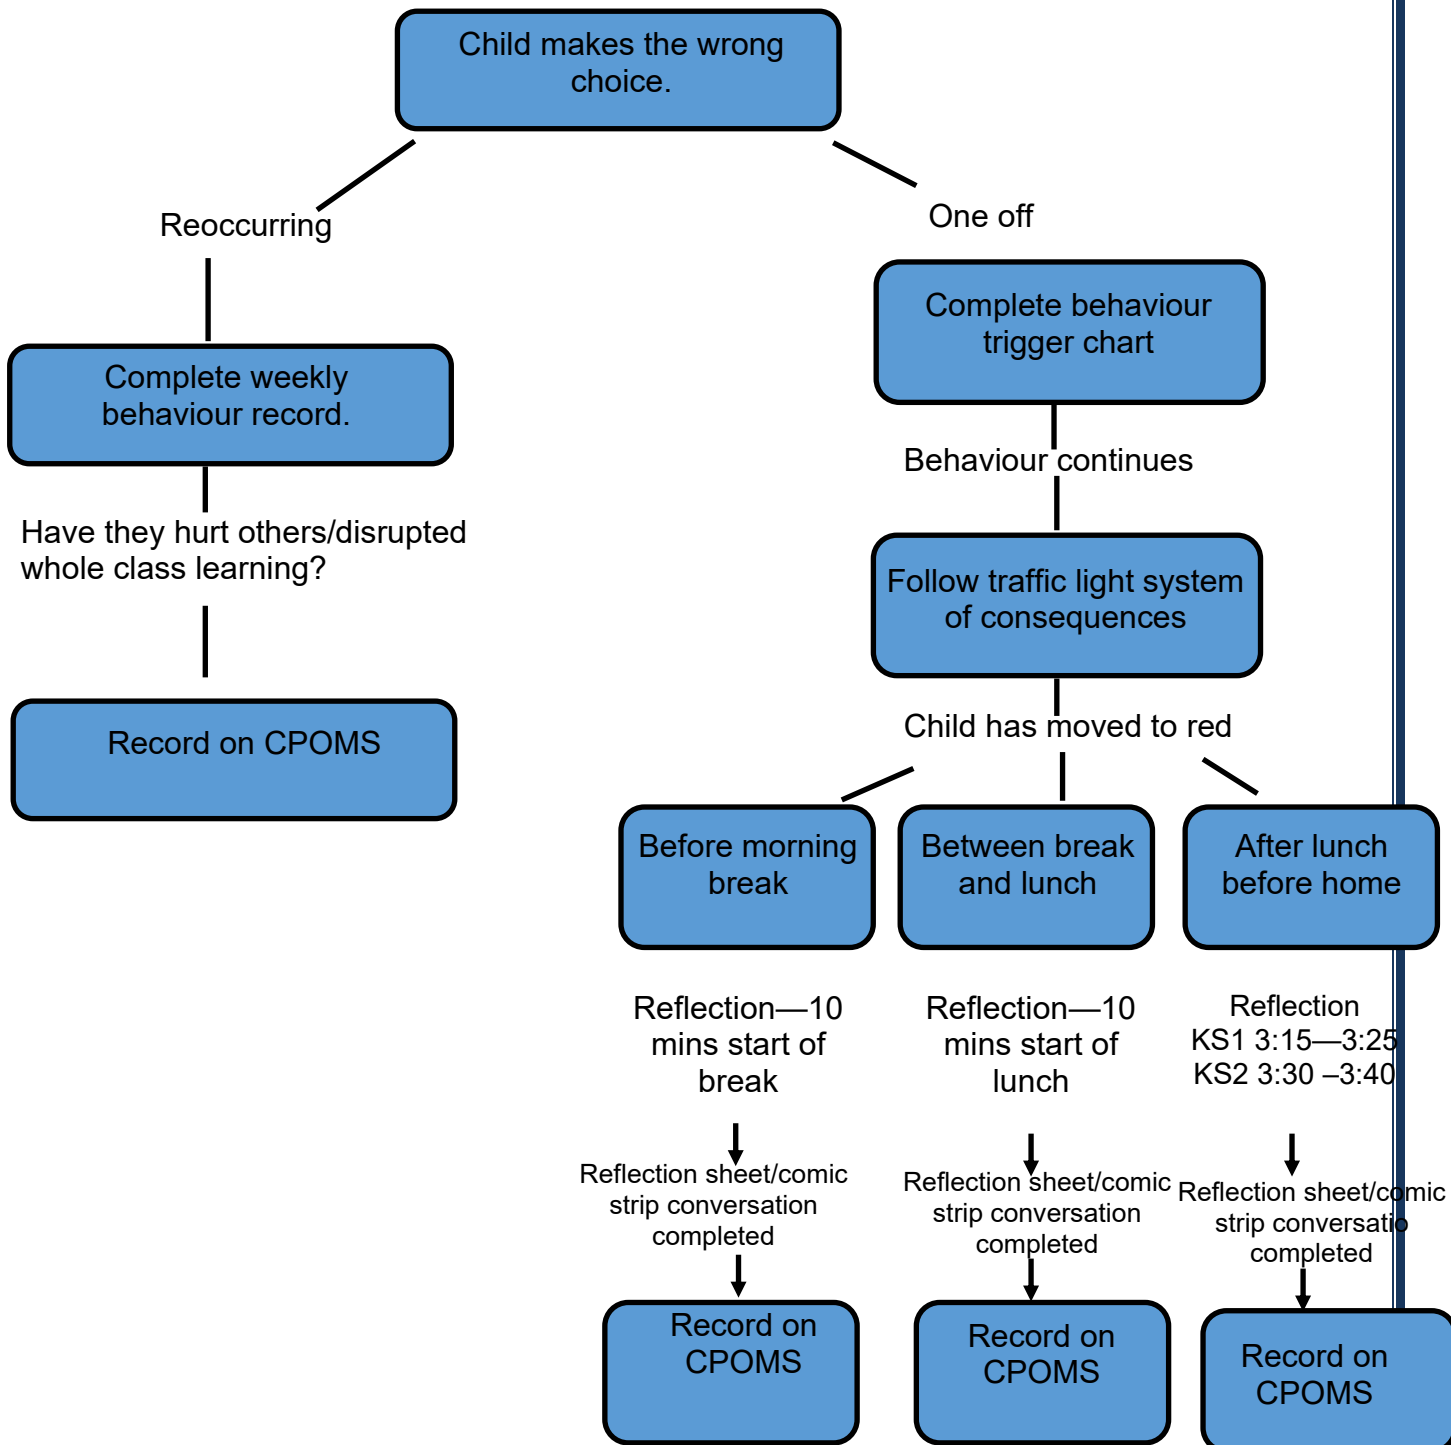 Child makes the wrong
choice.
Reoccurring
One off
Complete behaviour
trigger chart
Complete weekly
behaviour record.
Behaviour continues
Have they hurt others/disrupted
whole class learning?
Follow traffic light system
of consequences
Record on CPOMS
Child has moved to red
Before morning
break
Between break
and lunch
After lunch
before home
Reflection—10
mins start of
break
Reflection—10
mins start of
lunch
Reflection
KS1 3:15—3:25
KS2 3:30 –3:40
Reflection sheet/comic
strip conversation
completed
Reflection sheet/comic
strip conversation
completed
Reflection sheet/comic
strip conversatio
completed
Record on
CPOMS
Record on
CPOMS
Record on
CPOMS